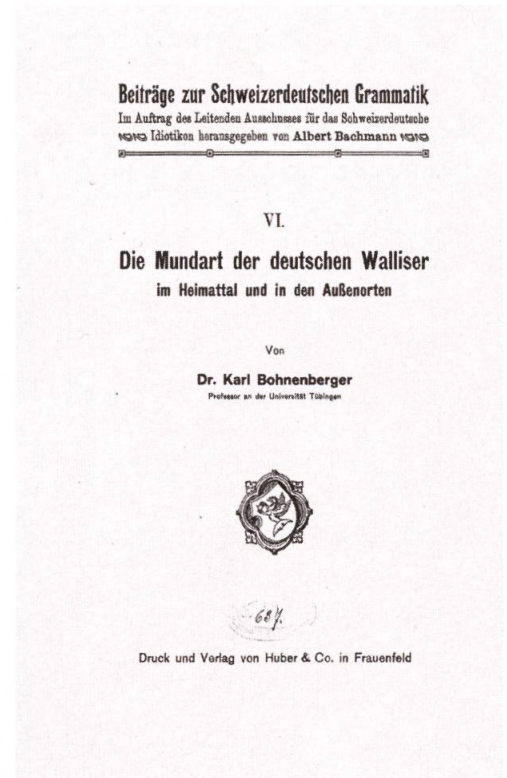 Beiträge zur Schweizerdeutschen Grammatik
Im Auftrag des Leitenden Ausschusses für das Schweizerdeutsche
Idiotikon herausgegeben von Albert Bachmann
VI.
Die Mundart der deutschen Walliser
im Heimattal und in den Außenorten
Von
Dr. Karl Bohnenberger
Professor an der Universität Tübingen
637.
Druck und Verlag von Huber & Co. in Frauenfeld